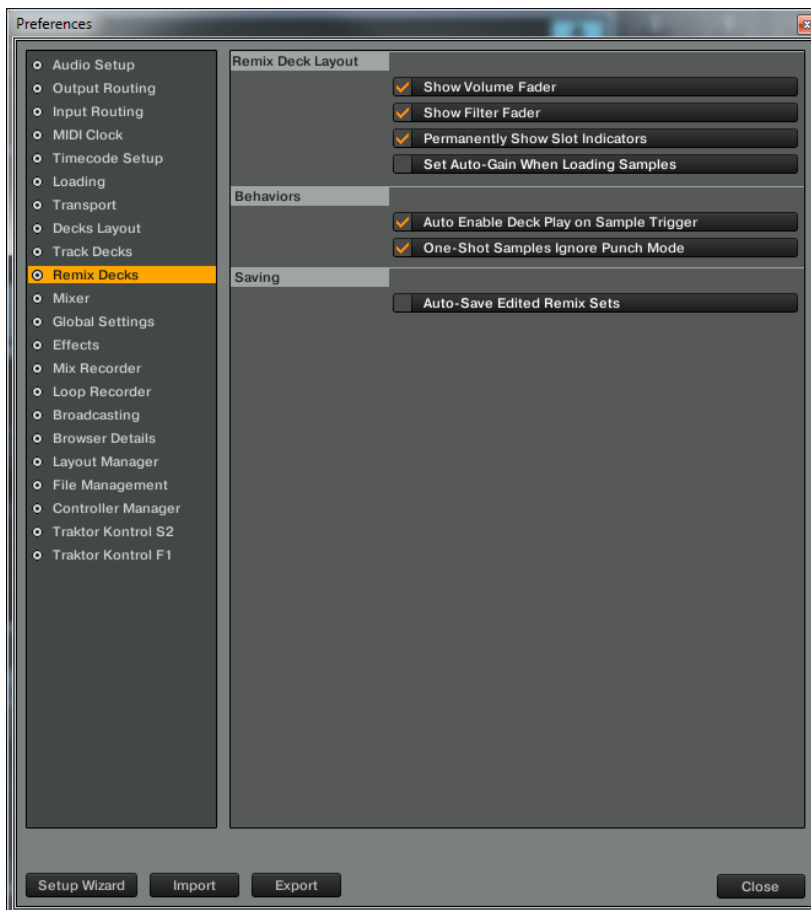 Preferences
Audio Setup
Output Routing
Input Routing
MIDI Clock
Timecode Setup
Loading
Transport
Decks Layout
Track Decks
Remix Decks
Mixer
Global Settings
Effects
Mix Recorder
Loop Recorder
Broadcasting
Browser Details
Layout Manager
File Management
Controller Manager
Traktor Kontrol S2
Traktor Kontrol F1
Remix Deck Layout
Show Volume Fader
Show Filter Fader
Permanently Show Slot Indicators
Set Auto-Gain When Loading Samples
Behaviors
Auto Enable Deck Play on Sample Trigger
One-Shot Samples Ignore Punch Mode
Saving
Auto-Save Edited Remix Sets
Setup Wizard
Import
Export
Close